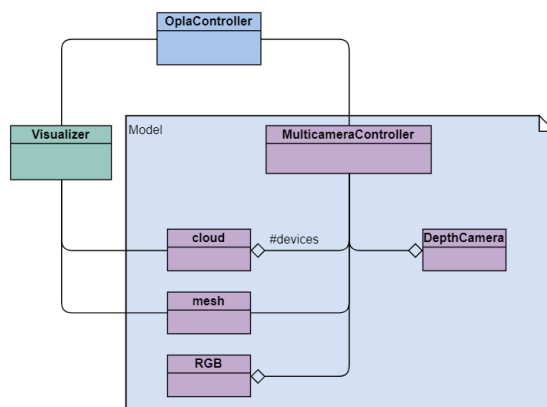 OplaController
Visualizer
Model
MulticameraController
cloud
#devices
DepthCamera
mesh
RGB